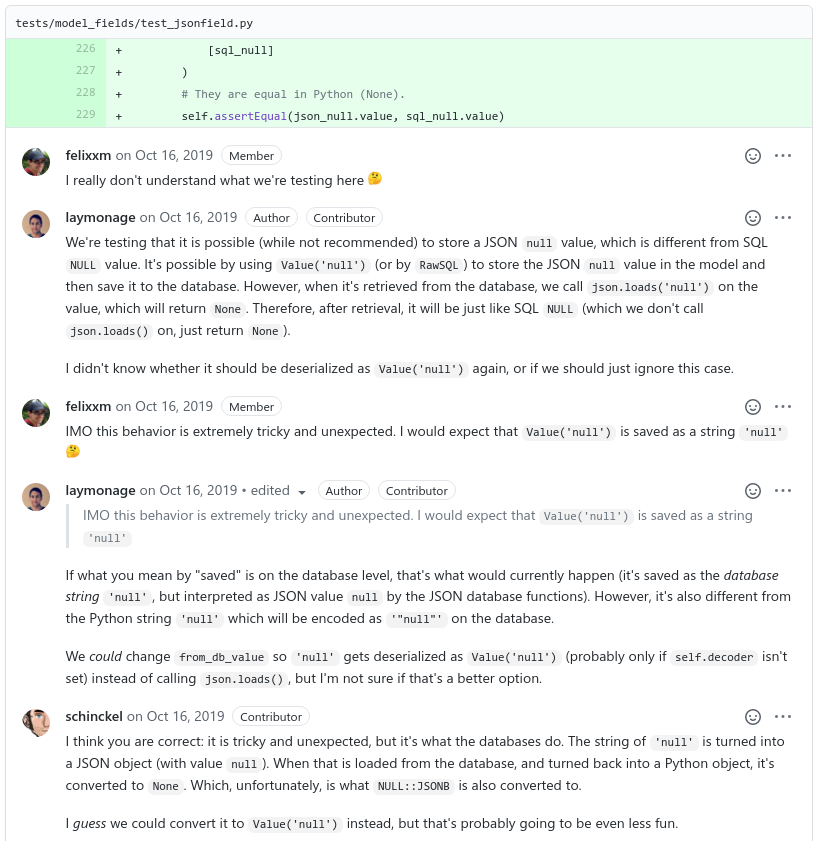 tests/model_fields/test_jsonfield.py
226 + [sql_null]
227 + )
228 + # They are equal in Python (None).
229 + self.assertEqual(json_null.value, sql_null.value)
felixxm on Oct 16, 2019 Member
I really don't understand what we're testing here 🤔
laymonage on Oct 16, 2019 Author Contributor
We're testing that it is possible (while not recommended) to store a JSON null value, which is different from SQL
NULL value. It's possible by using Value('null') (or by RawSQL ) to store the JSON null value in the model and
then save it to the database. However, when it's retrieved from the database, we call json.loads('null') on the
value, which will return None . Therefore, after retrieval, it will be just like SQL NULL (which we don't call
json.loads() on, just return None ).
I didn't know whether it should be deserialized as Value('null') again, or if we should just ignore this case.
felixxm on Oct 16, 2019 Member
IMO this behavior is extremely tricky and unexpected. I would expect that Value('null') is saved as a string 'null'
🤔
laymonage on Oct 16, 2019 • edited Author Contributor
IMO this behavior is extremely tricky and unexpected. I would expect that Value('null') is saved as a string
'null'
If what you mean by "saved" is on the database level, that's what would currently happen (it's saved as the database
string 'null' , but interpreted as JSON value null by the JSON database functions). However, it's also different from
the Python string 'null' which will be encoded as '"null"' on the database.
We could change from_db_value so 'null' gets deserialized as Value('null') (probably only if self.decoder isn't
set) instead of calling json.loads() , but I'm not sure if that's a better option.
schinckel on Oct 16, 2019 Contributor
I think you are correct: it is tricky and unexpected, but it's what the databases do. The string of 'null' is turned into
a JSON object (with value null ). When that is loaded from the database, and turned back into a Python object, it's
converted to None . Which, unfortunately, is what NULL::JSONB is also converted to.
I guess we could convert it to Value('null') instead, but that's probably going to be even less fun.